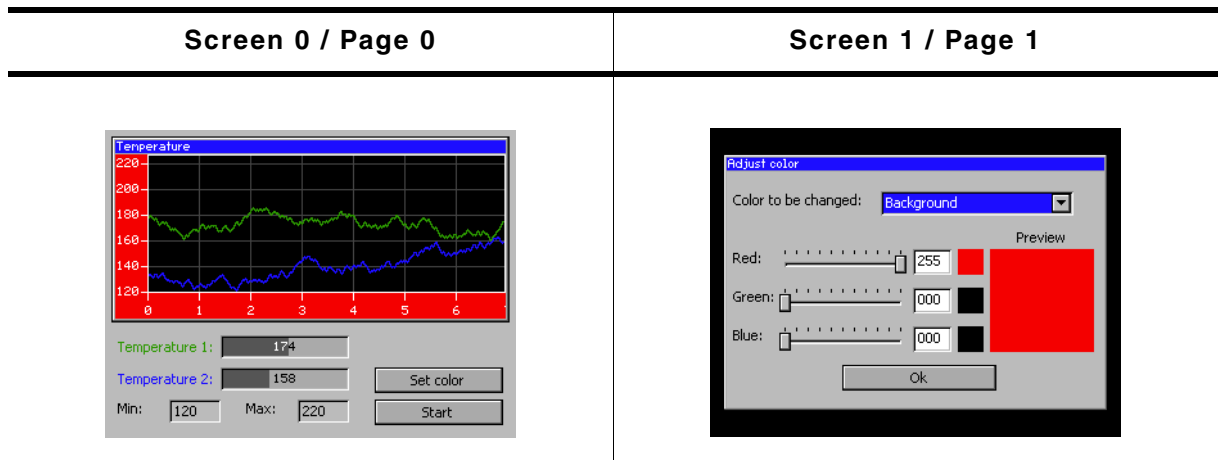 Screen 0 / Page 0
Screen 1 / Page 1
Temperature
220
200
180
160
140
120
0 1 2 3 4 5 6
Temperature 1: 174
Temperature 2: 158
Set color
Min: 120 Max: 220
Start
Adjust color
Color to be changed: Background
Preview
Red: 255
Green: 000
Blue: 000
Ok